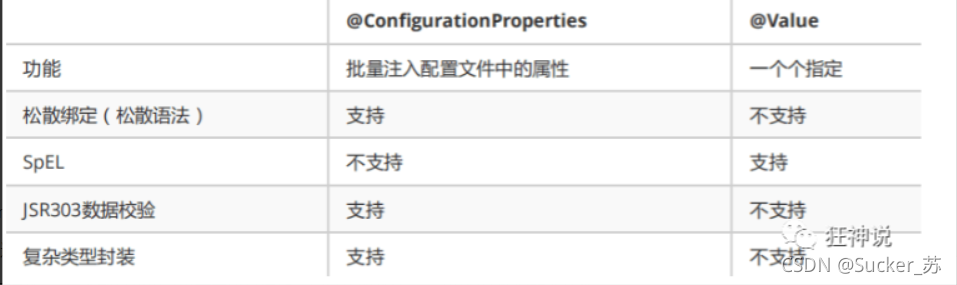 @ConfigurationProperties @Value
功能 批量注入配置文件中的属性 一个个指定
松散绑定（松散语法） 支持 不支持
SpEL 不支持 支持
JSR303数据校验 支持 不支持
复杂类型封装 支持 不支持
狂神说
CSDN @Sucker_苏